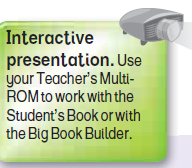 Interactive
presentation. Use
your Teacher's Multi-
ROM to work with the
Student's Book or with
the Big Book Builder.